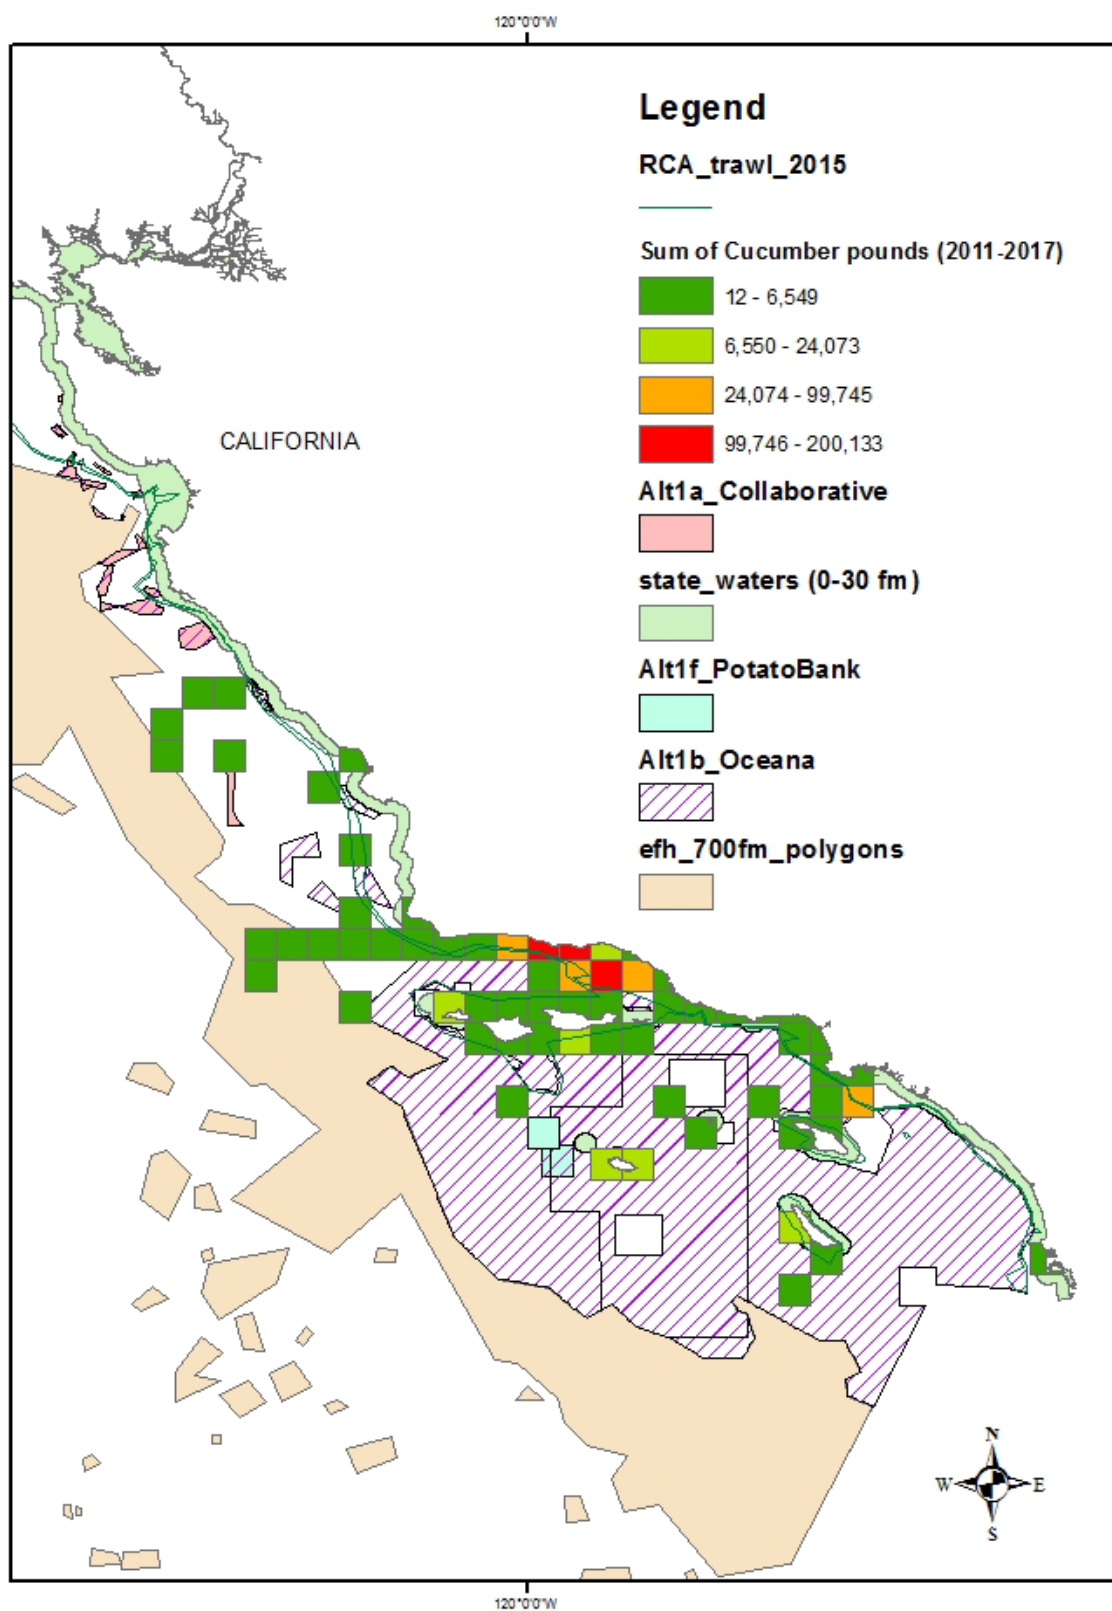 120°0'0"W
Legend
RCA_trawl_2015
Sum of Cucumber pounds (2011-2017)
12 - 6,549
6,550 - 24,073
24,074 - 99,745
99,746 - 200,133
CALIFORNIA
Alt1a_Collaborative
state_waters (0-30 fm)
Alt1f_PotatoBank
Alt1b_Oceana
efh_700fm_polygons
N
W
E
S
120°0'0"W